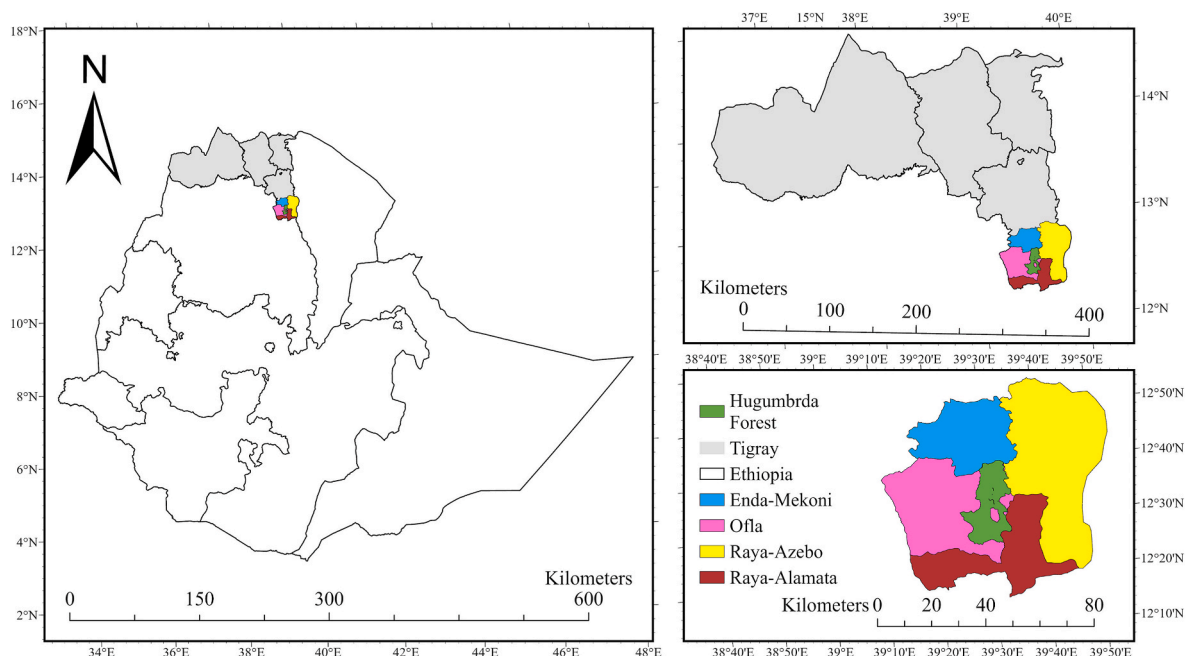 18°N
16°N
14°N
12°N
10°N
8°N
6°N
4°N
2°N
N
Kilometers
0 150 300 600
34°E 36°E 38°E 40°E 42°E 44°E 46°E 48°E
37°E 15°N 38°E 39°E 40°E
14°N
13°N
12°N
Kilometers
0 100 200 400
38°40'E 38°50'E 39°0'E 39°10'E 39°20'E 39°30'E 39°40'E 39°50'E
Hugumbrda
Forest
Tigray
Ethiopia
Enda-Mekoni
Ofla
Raya-Azebo
Raya-Alamata
12°50'N
12°40'N
12°30'N
12°20'N
12°10'N
Kilometers 0 20 40 80
38°40'E 38°50'E 39°0'E 39°10'E 39°20'E 39°30'E 39°40'E 39°50'E